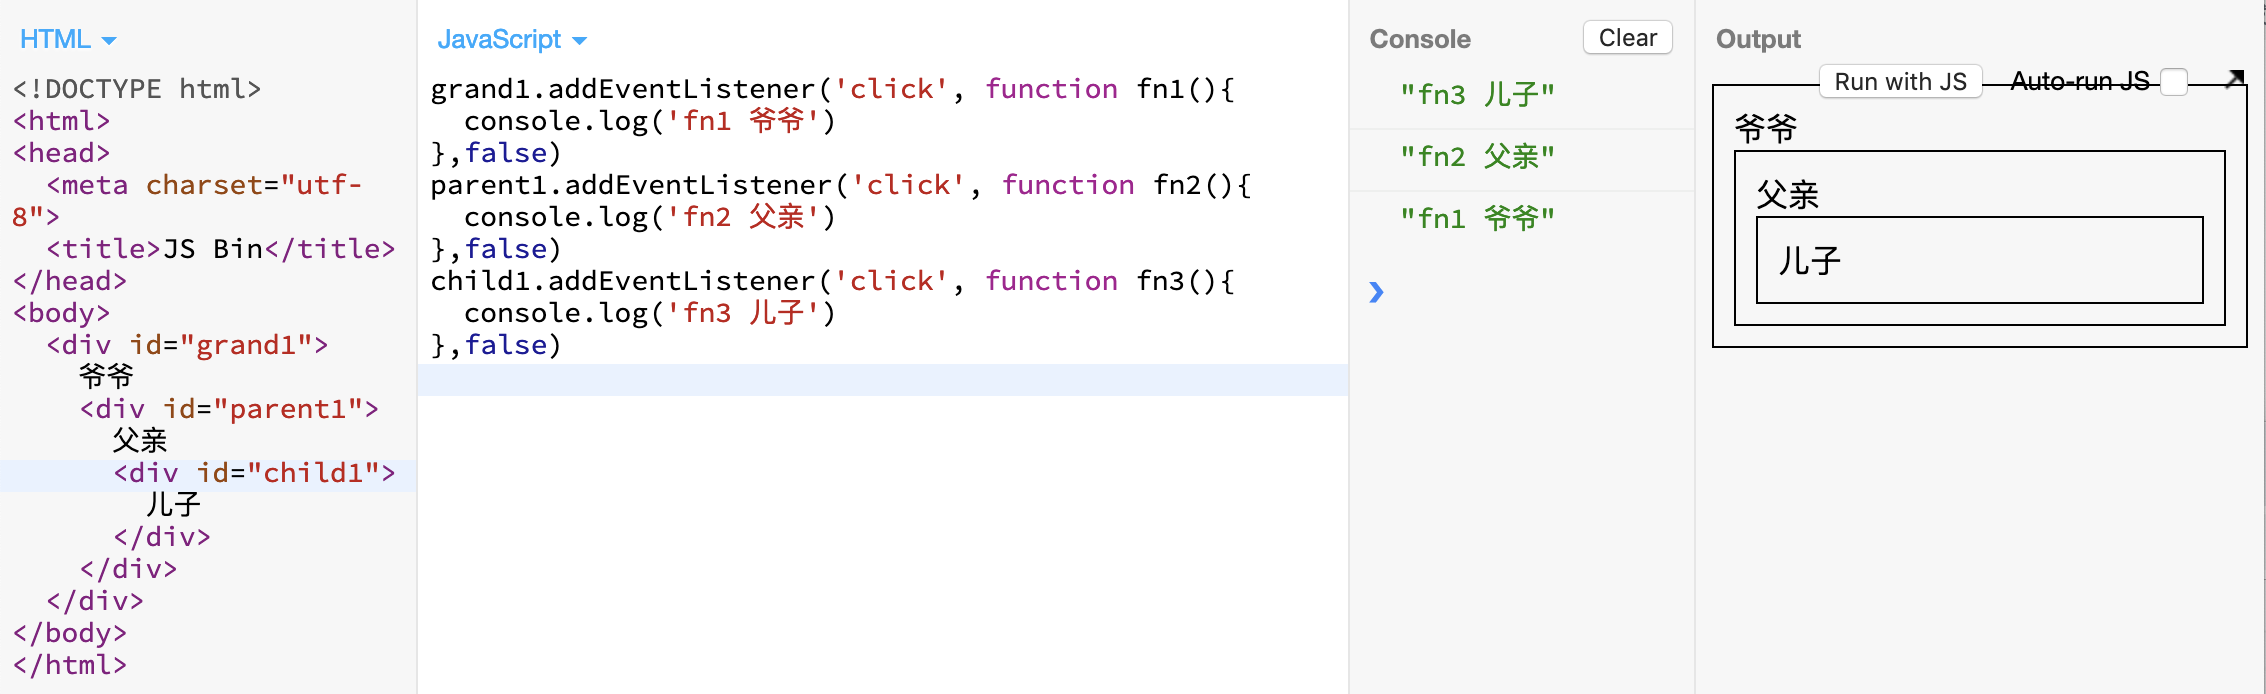 HTML
<!DOCTYPE html>
<html>
<head>
  <meta charset="utf-
8">
  <title>JS Bin</title>
</head>
<body>
  <div id="grand1">
    爷爷
    <div id="parent1">
      父亲
      <div id="child1">
        儿子
      </div>
    </div>
  </div>
</body>
</html>
JavaScript
grand1.addEventListener('click', function fn1(){
  console.log('fn1 爷爷')
},false)
parent1.addEventListener('click', function fn2(){
  console.log('fn2 父亲')
},false)
child1.addEventListener('click', function fn3(){
  console.log('fn3 儿子')
},false)
Console
Clear
"fn3 儿子"
"fn2 父亲"
"fn1 爷爷"
Output
Run with JS
Auto-run JS
爷爷
父亲
儿子